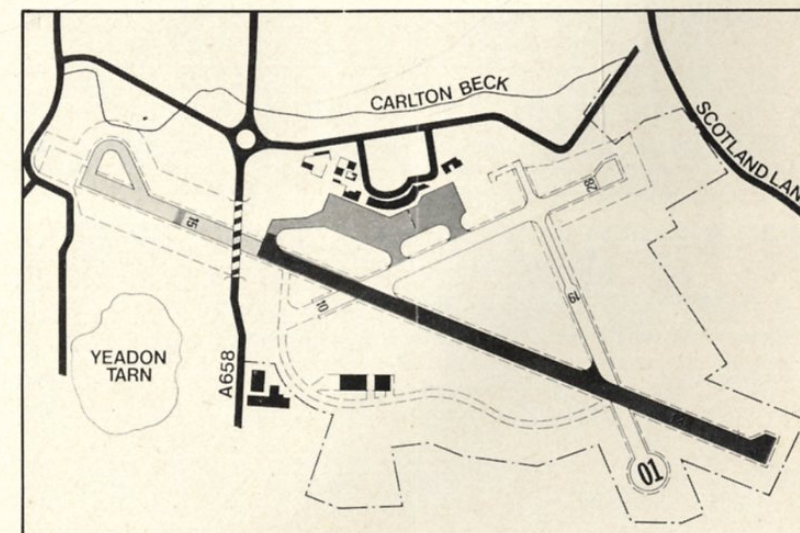 CARLTON BECK
SCOTLAND LAN
28
15
10
19
YEADON
TARN
A658
01